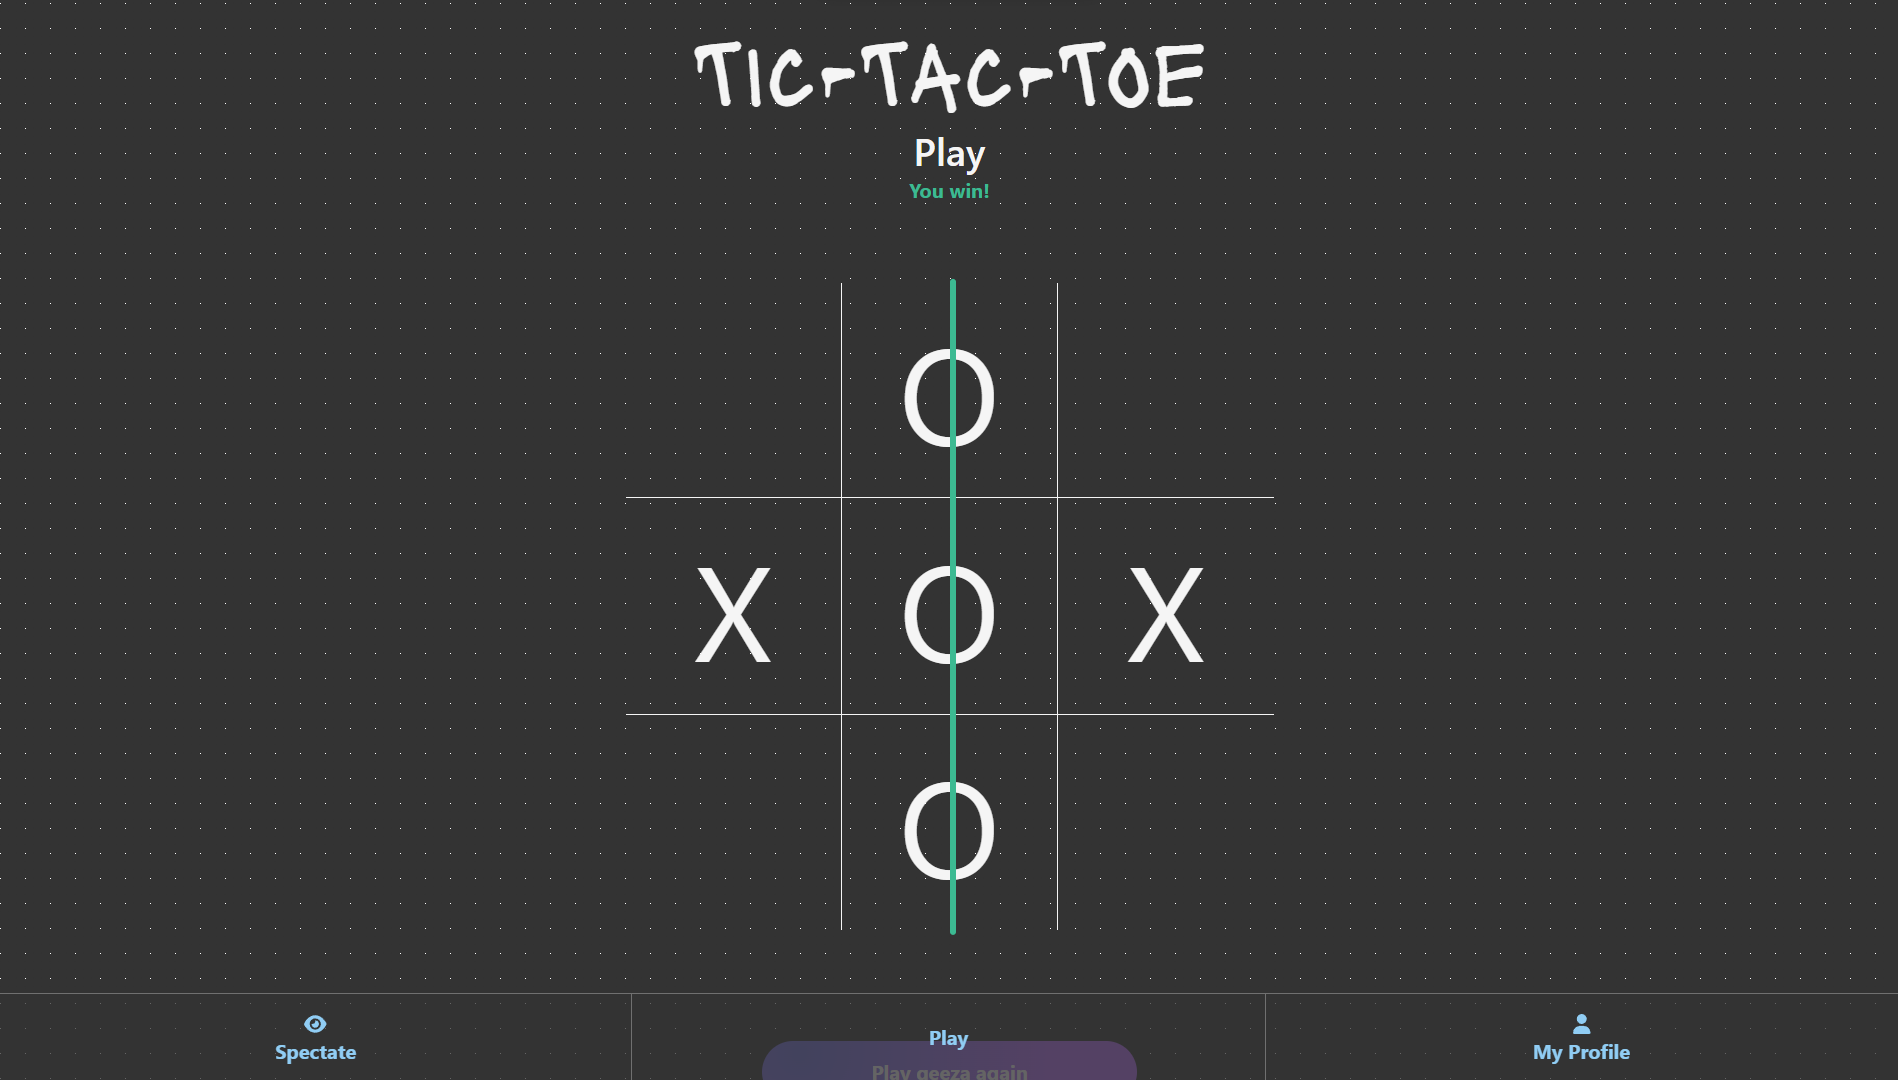 TIC-TAC-TOE
Play
You win!
O
X O X
O
Spectate
Play
My Profile
Play geeza again